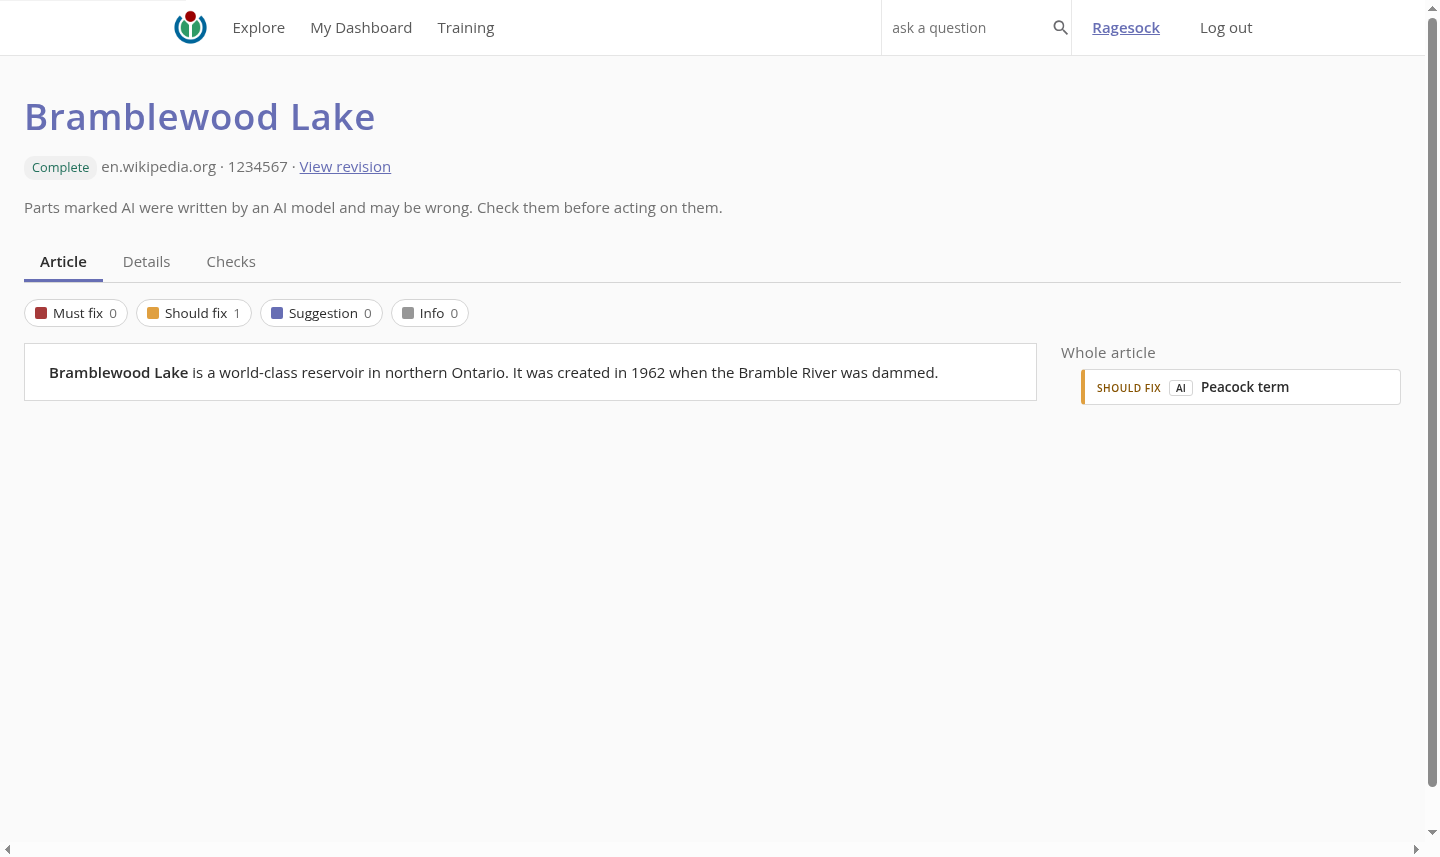 Explore My Dashboard Training ask a question Ragesock Log out
Bramblewood Lake
Complete en.wikipedia.org · 1234567 · View revision
Parts marked AI were written by an AI model and may be wrong. Check them before acting on them.
Article Details Checks
Must fix 0 Should fix 1 Suggestion 0 Info 0
Bramblewood Lake is a world-class reservoir in northern Ontario. It was created in 1962 when the Bramble River was dammed.
Whole article
SHOULD FIX AI Peacock term